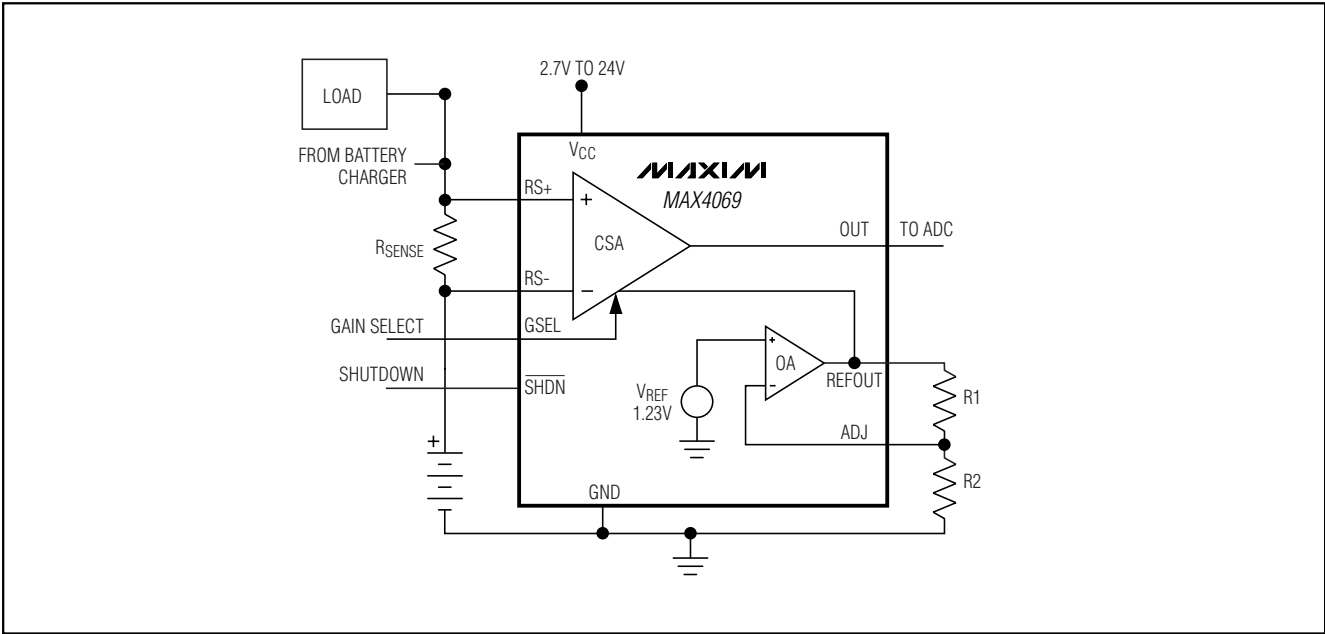 2.7V TO 24V
LOAD
FROM BATTERY
CHARGER
VCC
MAXIM
MAX4069
RS+
+
CSA
OUT
TO ADC
RSENSE
RS-
−
GAIN SELECT
GSEL
SHUTDOWN
SHDN
+
OA
−
REFOUT
VREF
1.23V
R1
ADJ
+
R2
GND